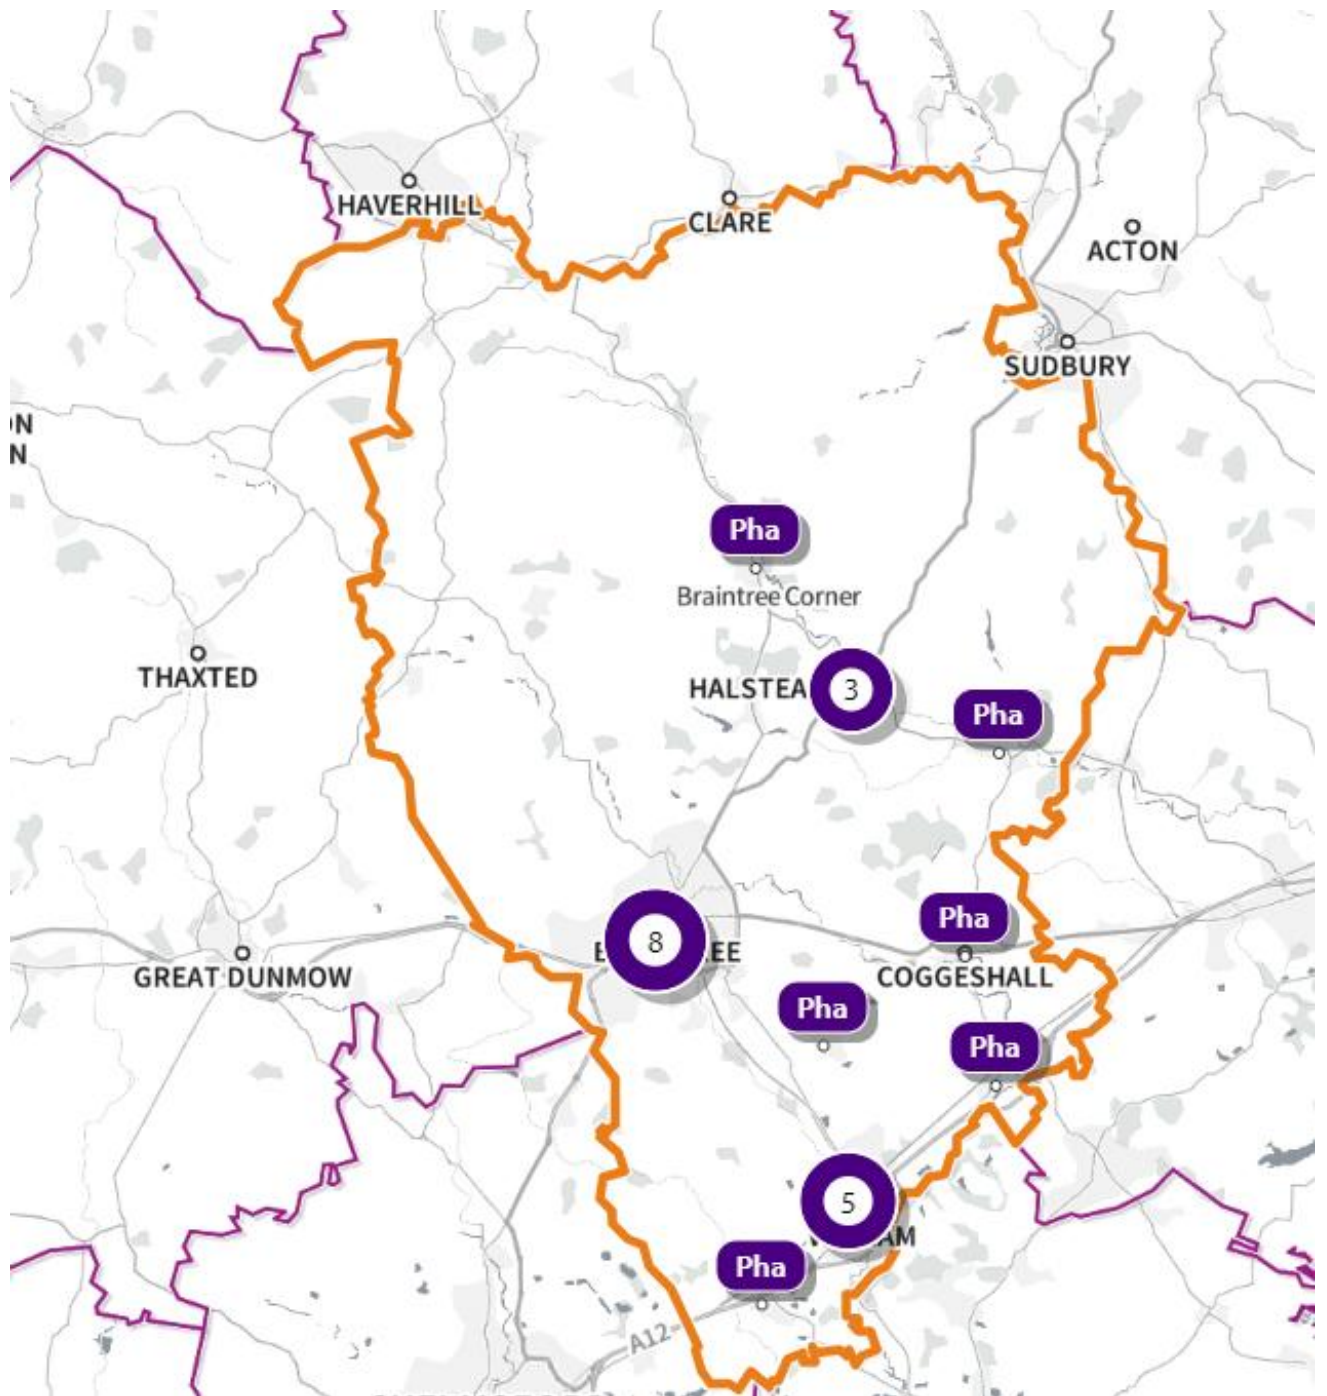 HAVERHILL
CLARE
ACTON
SUDBURY
ON
N
Pha
Braintree Corner
THAXTED
HALSTEA
3
Pha
8
EE
Pha
COGGESHALL
GREAT DUNMOW
Pha
Pha
5
AM
Pha
A12